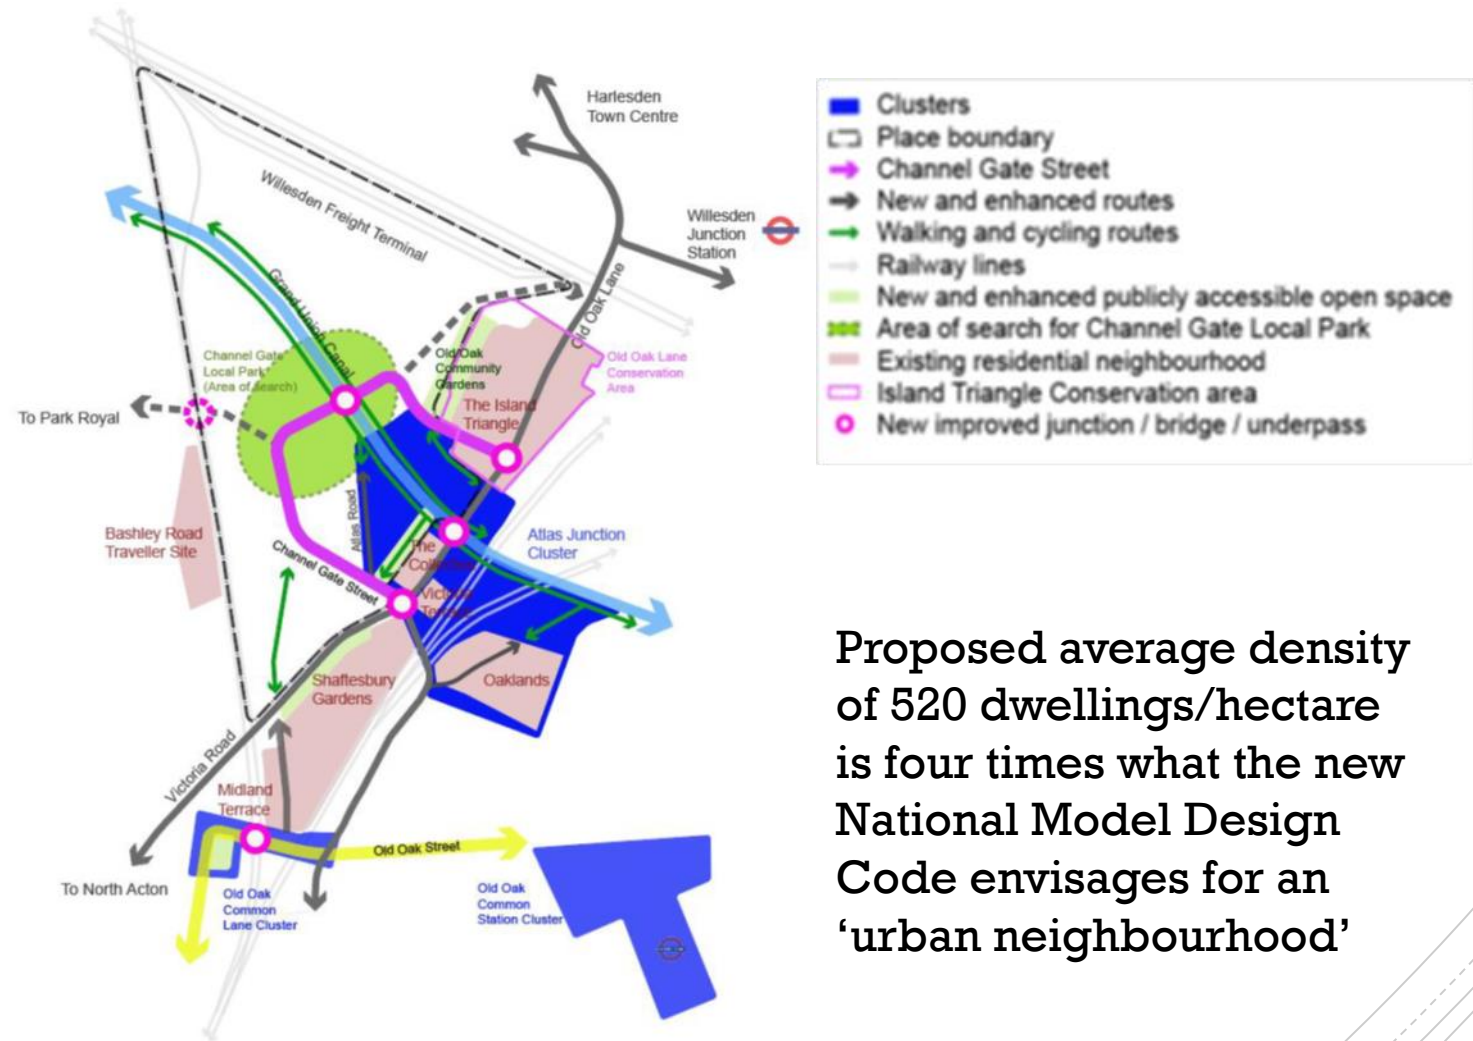 Harlesden
Town Centre
Willesden Freight Terminal
Willesden
Junction
Station
Old Oak Lane
Grand Union Canal
Channel Gate
Local Park
(Area of search)
Old Oak
Community
Gardens
Old Oak Lane
Conservation
Area
The Island
Triangle
To Park Royal
Atlas Road
Bashley Road
Traveller Site
Channel Gate Street
The
Atlas Junction
Cluster
Shaftesbury
Gardens
Oaklands
Victoria Road
Midland
Terrace
Old Oak Street
To North Acton
Old Oak
Common
Lane Cluster
Old Oak
Common
Station Cluster
Clusters
Place boundary
Channel Gate Street
New and enhanced routes
Walking and cycling routes
Railway lines
New and enhanced publicly accessible open space
Area of search for Channel Gate Local Park
Existing residential neighbourhood
Island Triangle Conservation area
New improved junction / bridge / underpass
Proposed average density
of 520 dwellings/hectare
is four times what the new
National Model Design
Code envisages for an
‘urban neighbourhood’